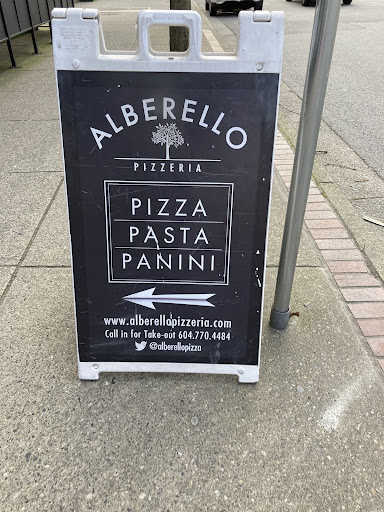 ALBERELLO
PIZZERIA
PIZZA
PASTA
PANINI
www.alberellopizzeria.com
Call in for Take-out 604.770.4484
@alberellopizza